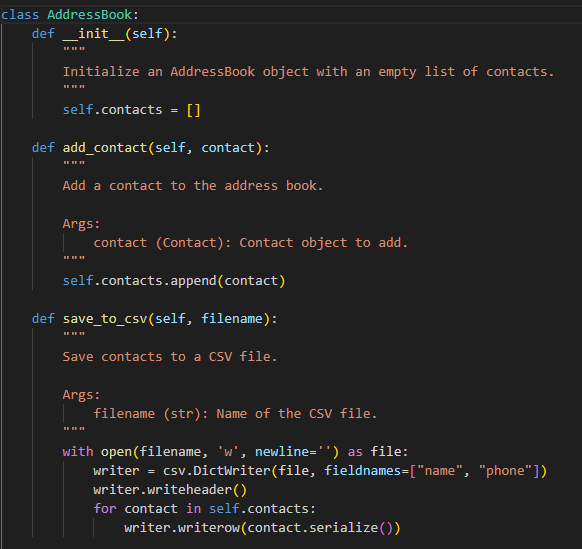 class AddressBook:
    def __init__(self):
        """
        Initialize an AddressBook object with an empty list of contacts.
        """
        self.contacts = []

    def add_contact(self, contact):
        """
        Add a contact to the address book.

        Args:
            contact (Contact): Contact object to add.
        """
        self.contacts.append(contact)

    def save_to_csv(self, filename):
        """
        Save contacts to a CSV file.

        Args:
            filename (str): Name of the CSV file.
        """
        with open(filename, 'w', newline='') as file:
            writer = csv.DictWriter(file, fieldnames=["name", "phone"])
            writer.writeheader()
            for contact in self.contacts:
                writer.writerow(contact.serialize())